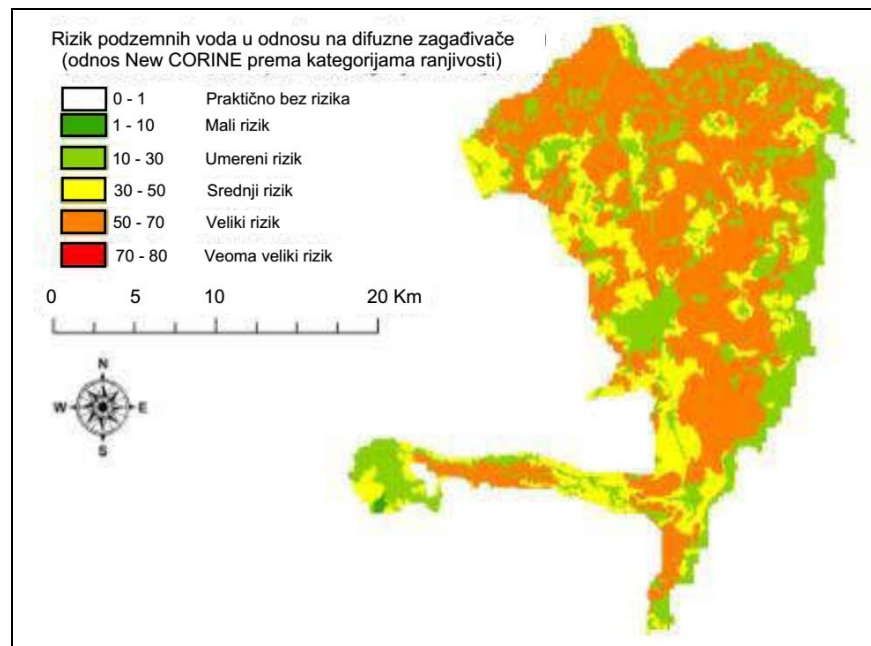 Rizik podzemnih voda u odnosu na difuzne zagađivače
(odnos New CORINE prema kategorijama ranjivosti)
0 - 1 Praktično bez rizika
1 - 10 Mali rizik
10 - 30 Umereni rizik
30 - 50 Srednji rizik
50 - 70 Veliki rizik
70 - 80 Veoma veliki rizik
0 5 10 20 Km
N
W E
S